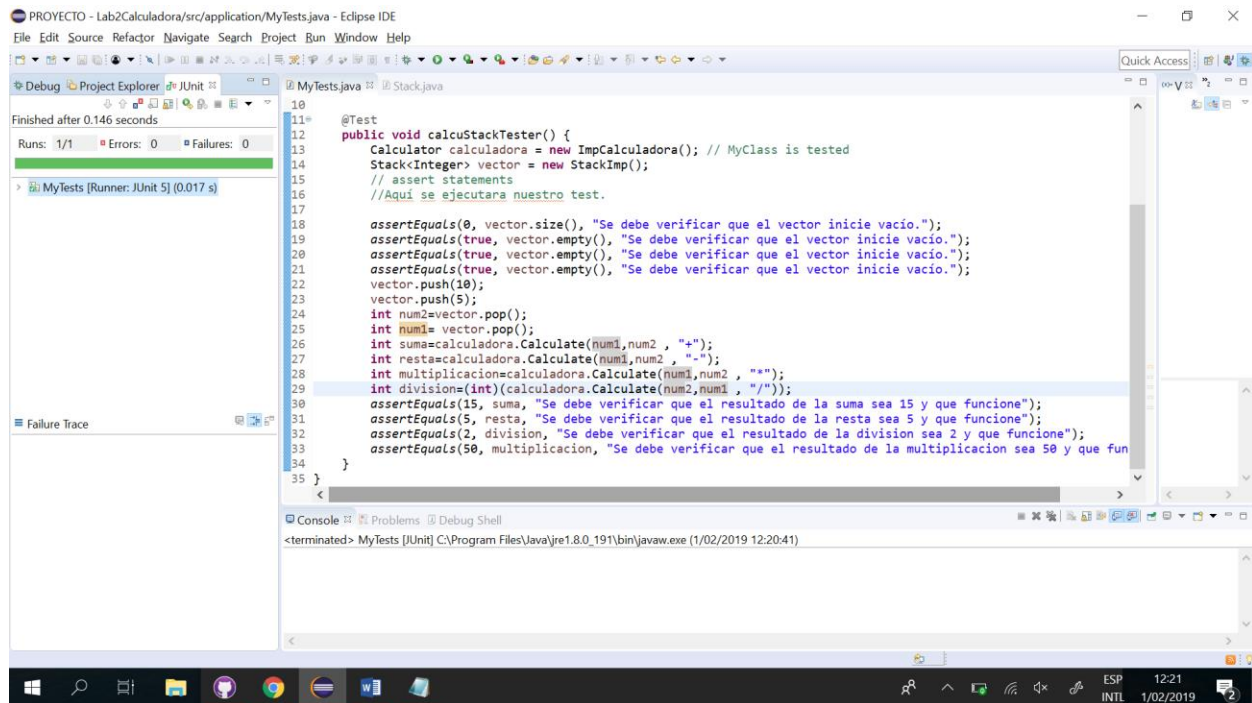 PROYECTO - Lab2Calculadora/src/application/MyTests.java - Eclipse IDE
File Edit Source Refactor Navigate Search Project Run Window Help
Quick Access
Debug Project Explorer JUnit
MyTests.java Stack.java
Finished after 0.146 seconds
Runs: 1/1 Errors: 0 Failures: 0
MyTests [Runner: JUnit 5] (0.017 s)
Failure Trace
10
11 @Test
12 public void calcuStackTester() {
13 Calculator calculadora = new ImpCalculadora(); // MyClass is tested
14 Stack<Integer> vector = new StackImp();
15 // assert statements
16 //Aquí se ejecutara nuestro test.
17
18 assertEquals(0, vector.size(), "Se debe verificar que el vector inicie vacío.");
19 assertEquals(true, vector.empty(), "Se debe verificar que el vector inicie vacío.");
20 assertEquals(true, vector.empty(), "Se debe verificar que el vector inicie vacío.");
21 assertEquals(true, vector.empty(), "Se debe verificar que el vector inicie vacío.");
22 vector.push(10);
23 vector.push(5);
24 int num2=vector.pop();
25 int num1= vector.pop();
26 int suma=calculadora.Calculate(num1,num2 , "+");
27 int resta=calculadora.Calculate(num1,num2 , "-");
28 int multiplicacion=calculadora.Calculate(num1,num2 , "*");
29 int division=(int)(calculadora.Calculate(num2,num1 , "/"));
30 assertEquals(15, suma, "Se debe verificar que el resultado de la suma sea 15 y que funcione");
31 assertEquals(5, resta, "Se debe verificar que el resultado de la resta sea 5 y que funcione");
32 assertEquals(2, division, "Se debe verificar que el resultado de la division sea 2 y que funcione");
33 assertEquals(50, multiplicacion, "Se debe verificar que el resultado de la multiplicacion sea 50 y que fun
34 }
35 }
Console Problems Debug Shell
<terminated> MyTests [JUnit] C:\Program Files\Java\jre1.8.0_191\bin\javaw.exe (1/02/2019 12:20:41)
ESP
INTL
12:21
1/02/2019
2